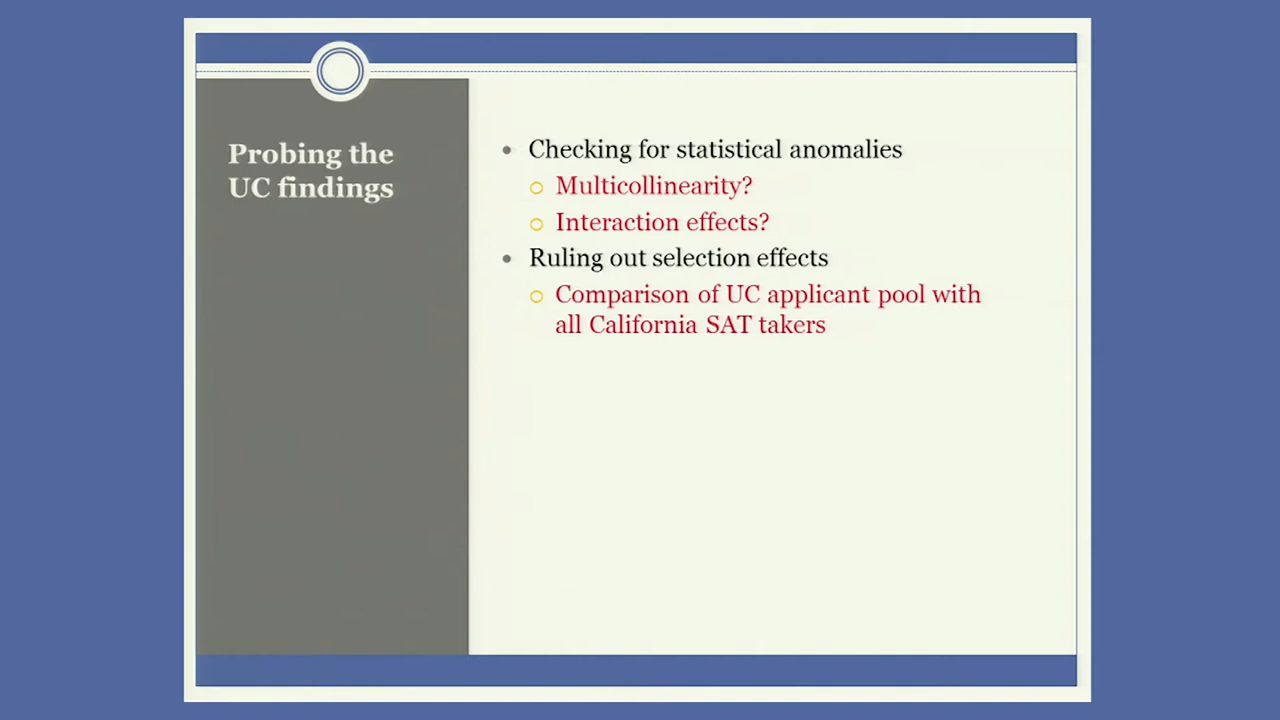 Probing the
UC findings
Checking for statistical anomalies
Multicollinearity?
Interaction effects?
Ruling out selection effects
Comparison of UC applicant pool with
all California SAT takers